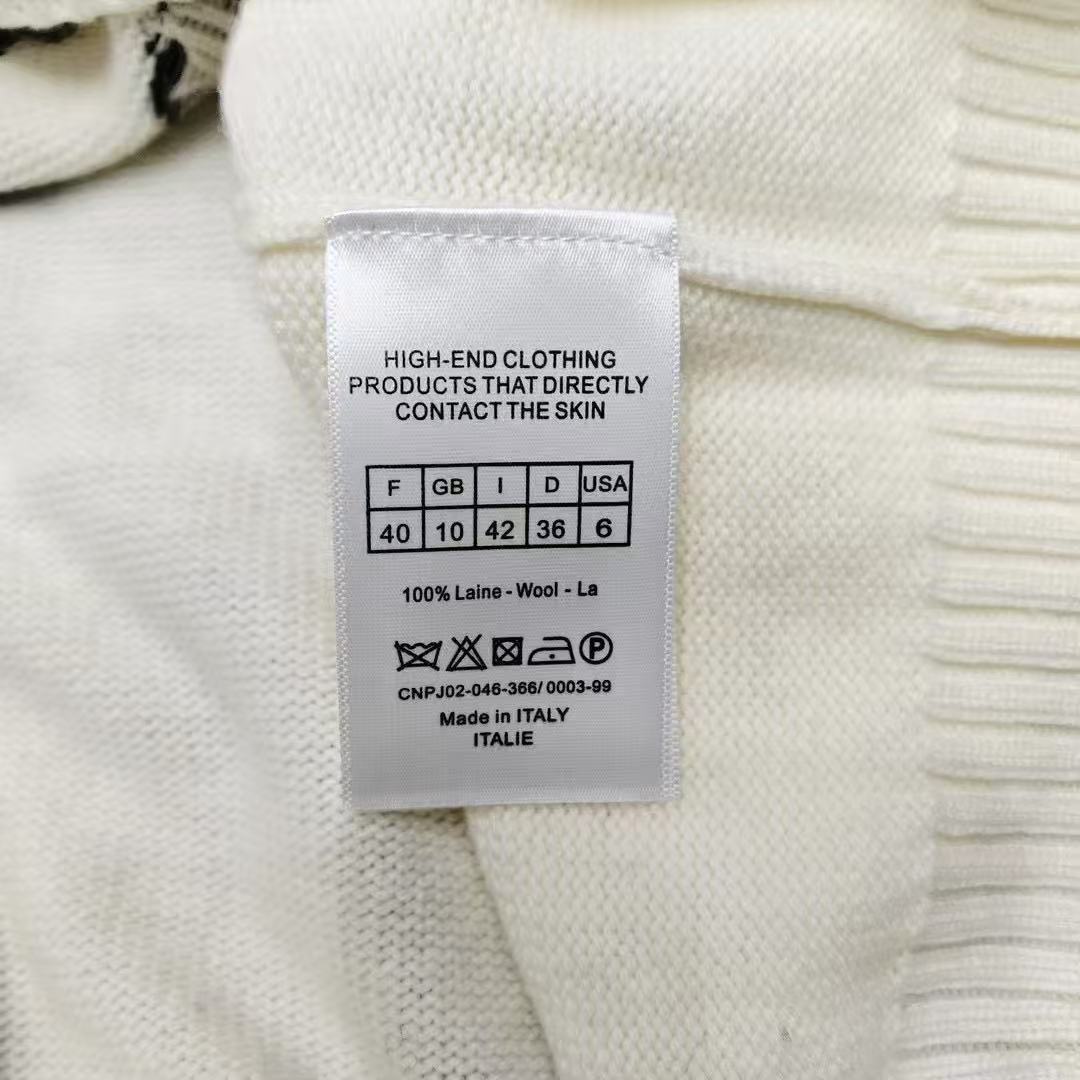 HIGH-END CLOTHING
PRODUCTS THAT DIRECTLY
CONTACT THE SKIN
F GB I D USA
40 10 42 36 6
100% Laine - Wool - La
P
CNPJ02-046-366/0003-99
Made in ITALY
ITALIE